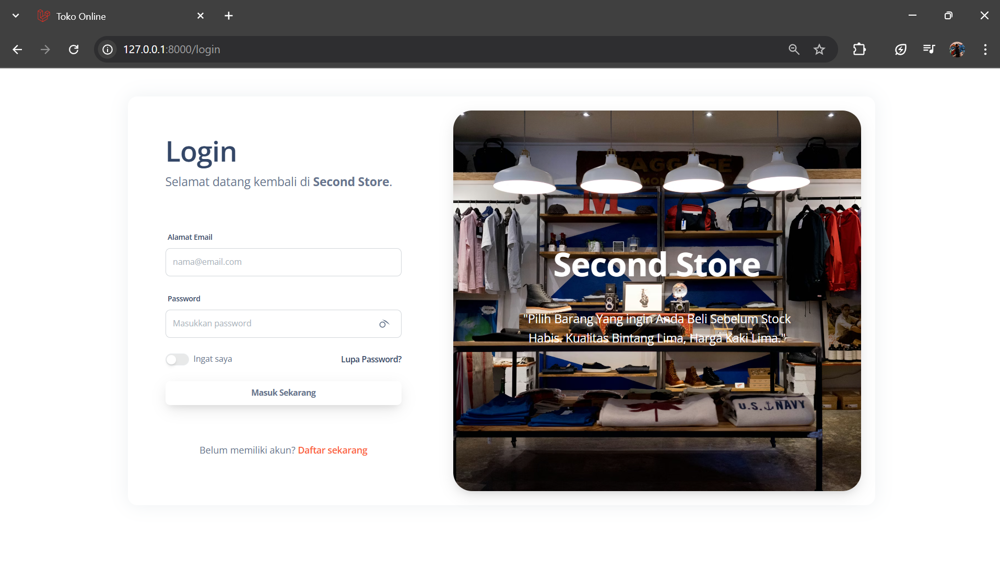 Toko Online
127.0.0.1:8000/login
Login
Selamat datang kembali di Second Store.
Alamat Email
nama@email.com
Password
Masukkan password
Ingat saya
Lupa Password?
Masuk Sekarang
Belum memiliki akun? Daftar sekarang
BAGGAGE
M
Second Store
"Pilih Barang Yang ingin Anda Beli Sebelum Stock
Habis. Kualitas Bintang Lima, Harga Kaki Lima."
U.S. NAVY